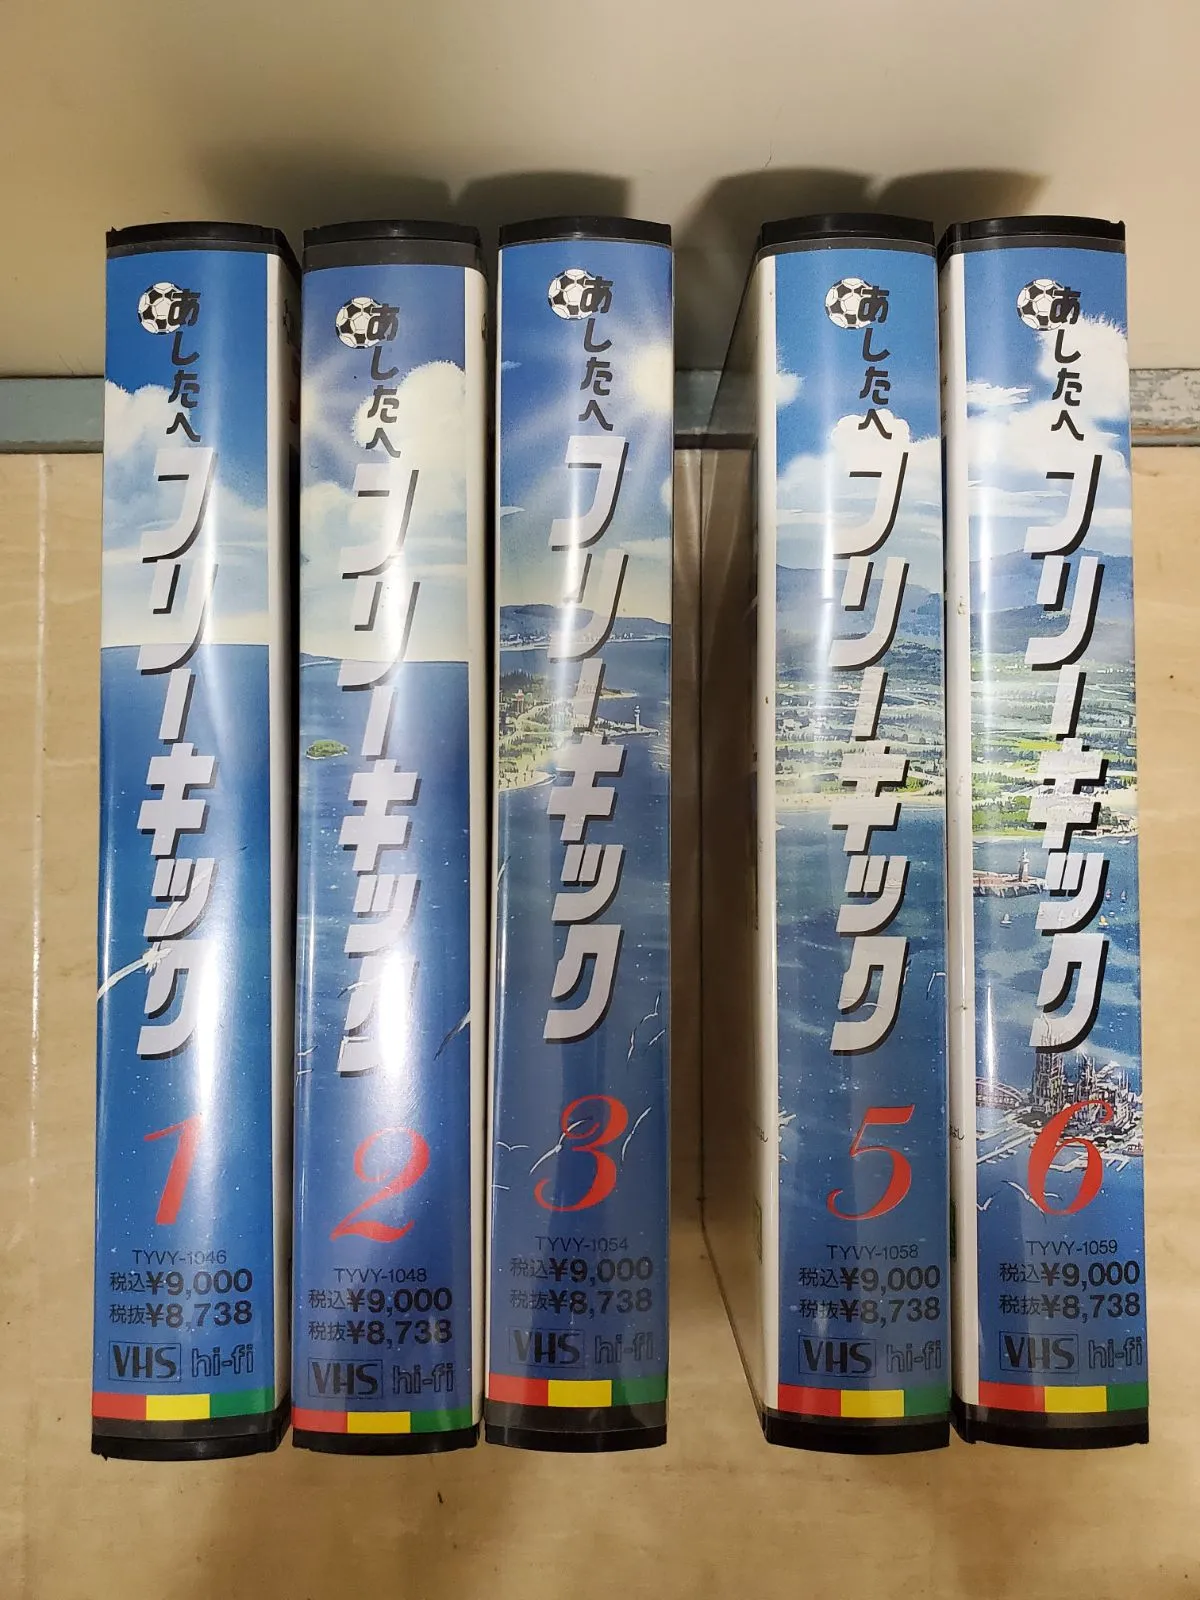 あしたへ
フリーキック
1
TYVY-1046
税込¥9,000
税抜¥8,738
VHS hi-fi
あしたへ
フリーキック
2
TYVY-1048
税込¥9,000
税抜¥8,738
VHS hi-fi
あしたへ
フリーキック
3
TYVY-1054
税込¥9,000
税抜¥8,738
VHS hi-fi
あしたへ
フリーキック
5
TYVY-1058
税込¥9,000
税抜¥8,738
VHS hi-fi
あしたへ
フリーキック
6
TYVY-1059
税込¥9,000
税抜¥8,738
VHS hi-fi